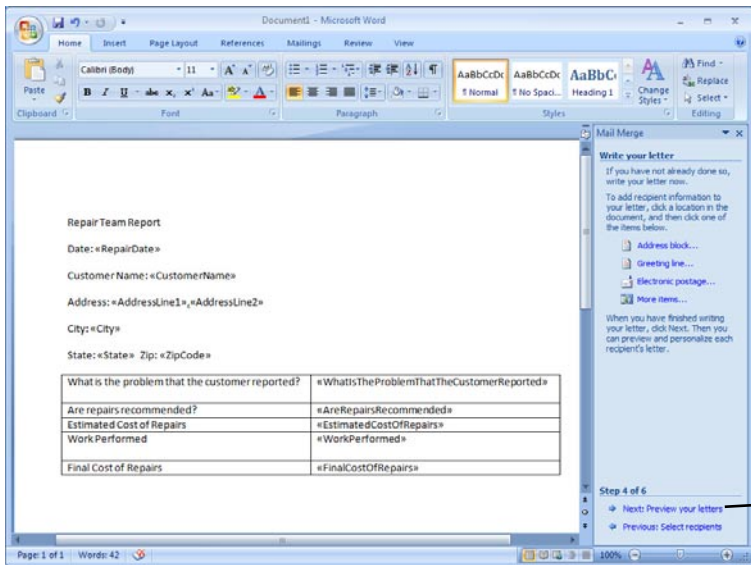 Document1 - Microsoft Word
Home Insert Page Layout References Mailings Review View
Paste
Calibri (Body) 11
AaBbCcDc AaBbCcDc AaBbC
¶ Normal ¶ No Spaci... Heading 1
Change Styles
Find
Replace
Select
Clipboard Font Paragraph Styles Editing
Mail Merge
Write your letter
If you have not already done so,
write your letter now.
To add recipient information to
your letter, click a location in the
document, and then click one of
the items below.
Address block...
Greeting line...
Electronic postage...
More items...
When you have finished writing
your letter, click Next. Then you
can preview and personalize each
recipient's letter.
Repair Team Report
Date: «RepairDate»
Customer Name: «CustomerName»
Address: «AddressLine1»,«AddressLine2»
City: «City»
State: «State» Zip: «ZipCode»
What is the problem that the customer reported? «WhatIsTheProblemThatTheCustomerReported»
Are repairs recommended? «AreRepairsRecommended»
Estimated Cost of Repairs «EstimatedCostOfRepairs»
Work Performed «WorkPerformed»
Final Cost of Repairs «FinalCostOfRepairs»
Step 4 of 6
Next: Preview your letters
Previous: Select recipients
Page: 1 of 1 Words: 42 100%